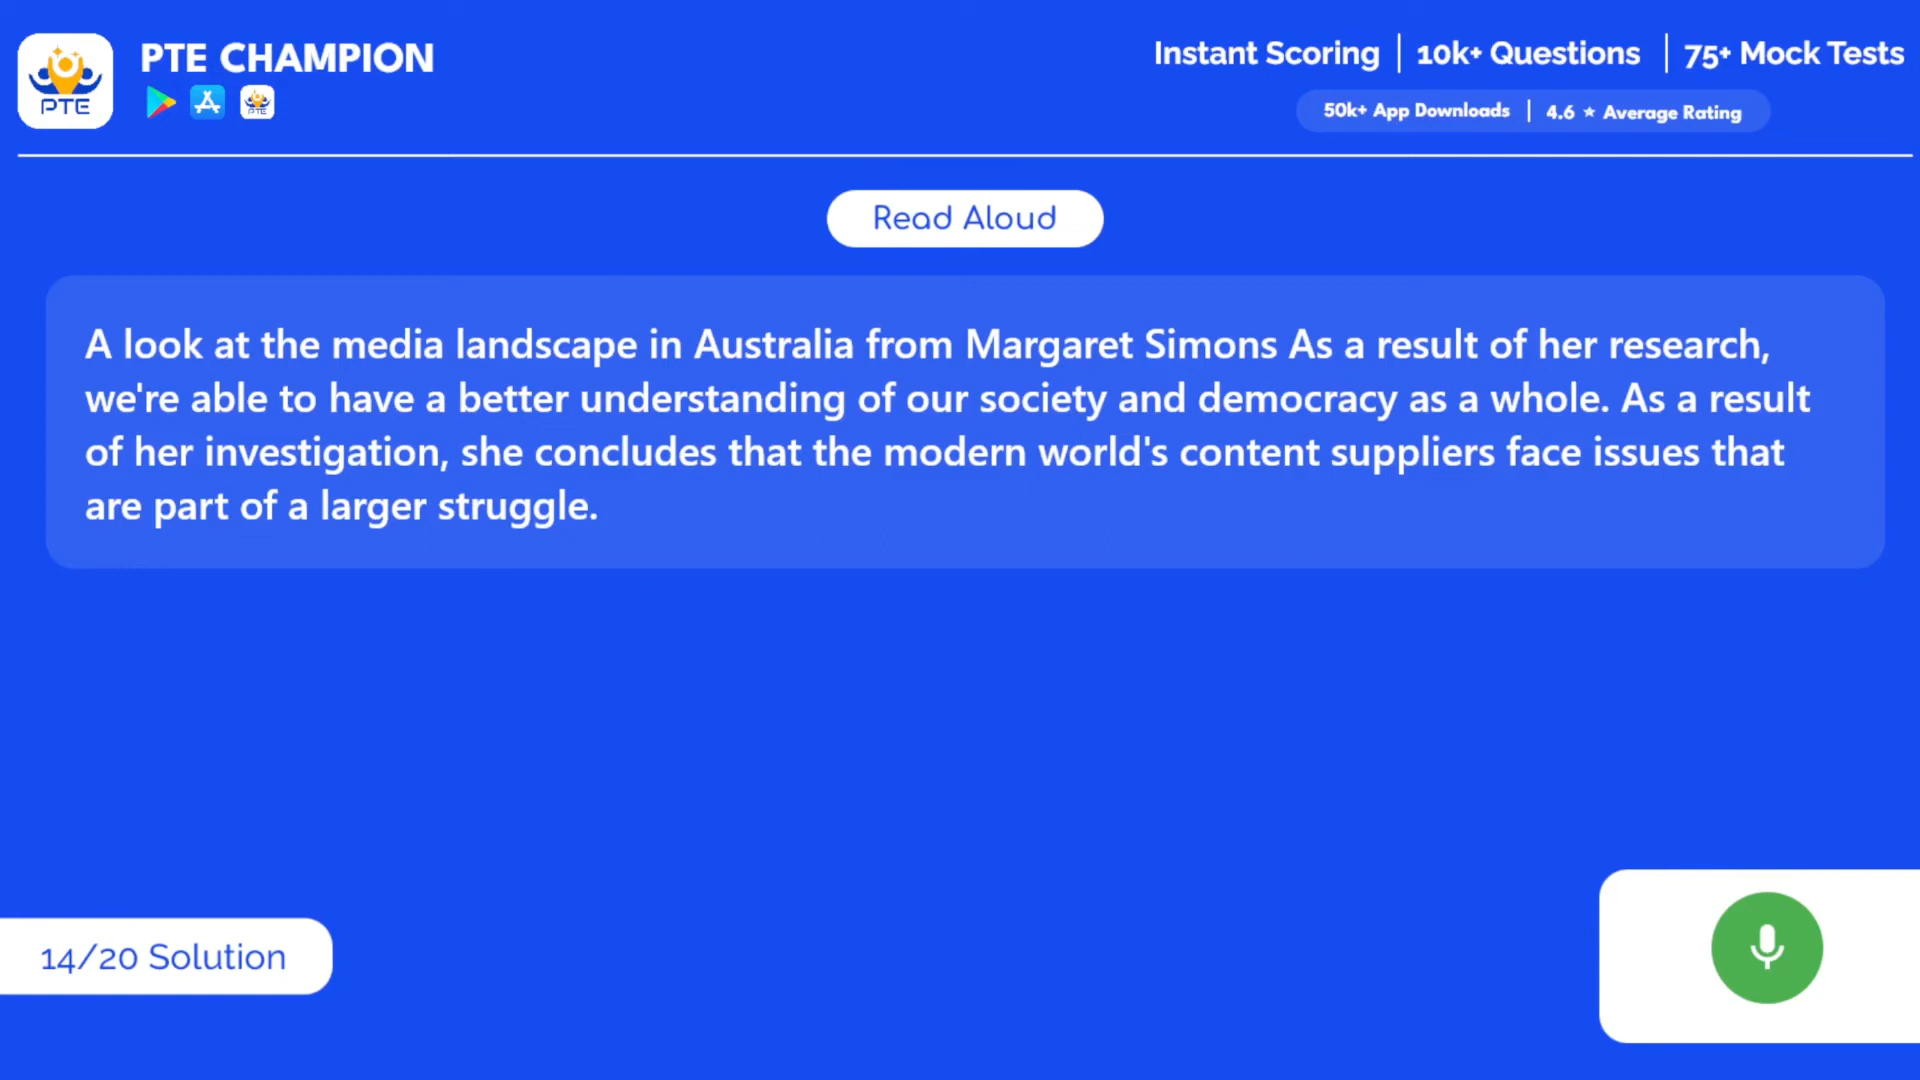 PTE CHAMPION
PTE
PTE
Instant Scoring | 10k+ Questions | 75+ Mock Tests
50k+ App Downloads | 4.6 ★ Average Rating
Read Aloud
A look at the media landscape in Australia from Margaret Simons As a result of her research,
we're able to have a better understanding of our society and democracy as a whole. As a result
of her investigation, she concludes that the modern world's content suppliers face issues that
are part of a larger struggle.
14/20 Solution